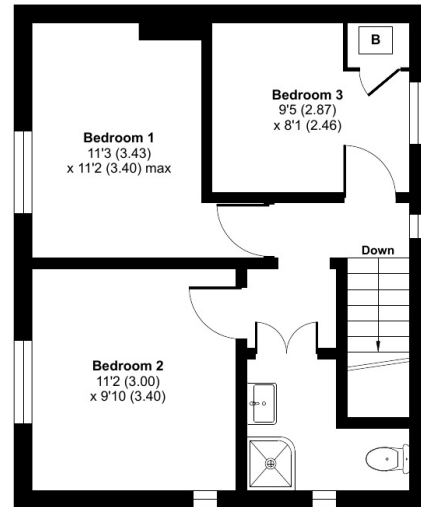 B
Bedroom 3
9'5 (2.87)
x 8'1 (2.46)
Bedroom 1
11'3 (3.43)
x 11'2 (3.40) max
Down
Bedroom 2
11'2 (3.00)
x 9'10 (3.40)